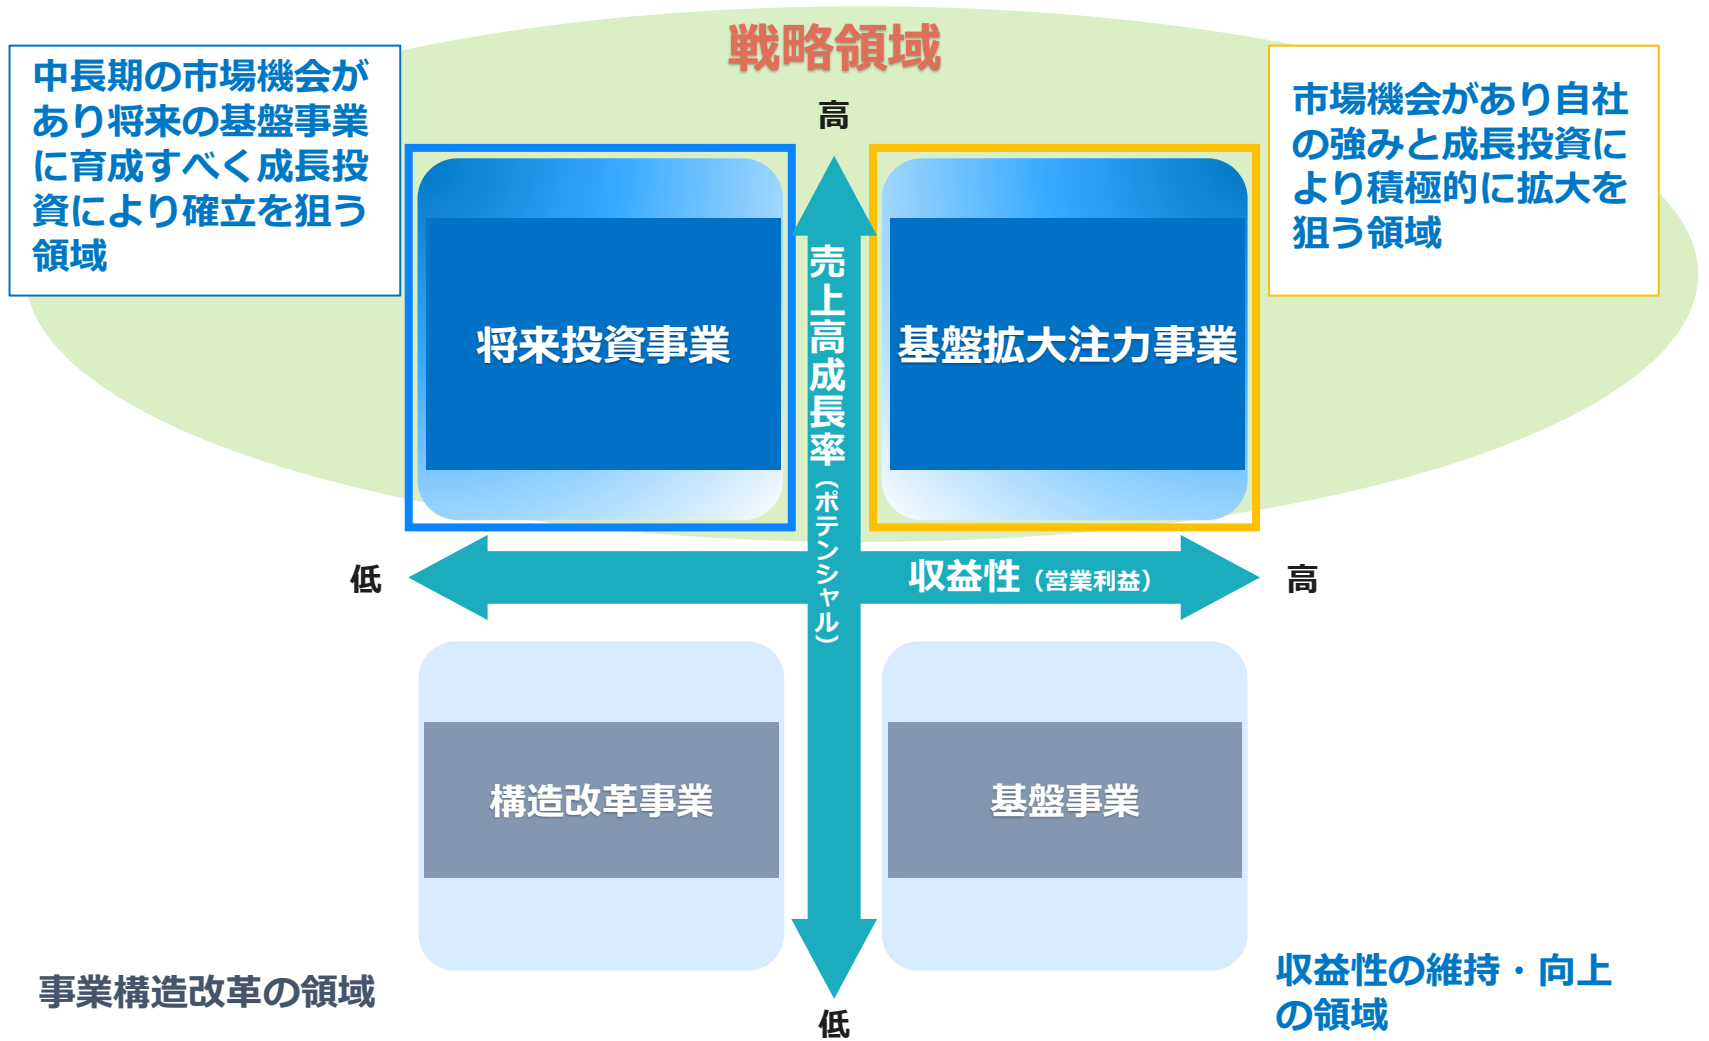 戦略領域
中長期の市場機会が
あり将来の基盤事業
に育成すべく成長投
資により確立を狙う
領域
市場機会があり自社
の強みと成長投資に
より積極的に拡大を
狙う領域
高
将来投資事業
基盤拡大注力事業
売上高成長率（ポテンシャル）
低
収益性（営業利益）
高
構造改革事業
基盤事業
事業構造改革の領域
収益性の維持・向上
の領域
低